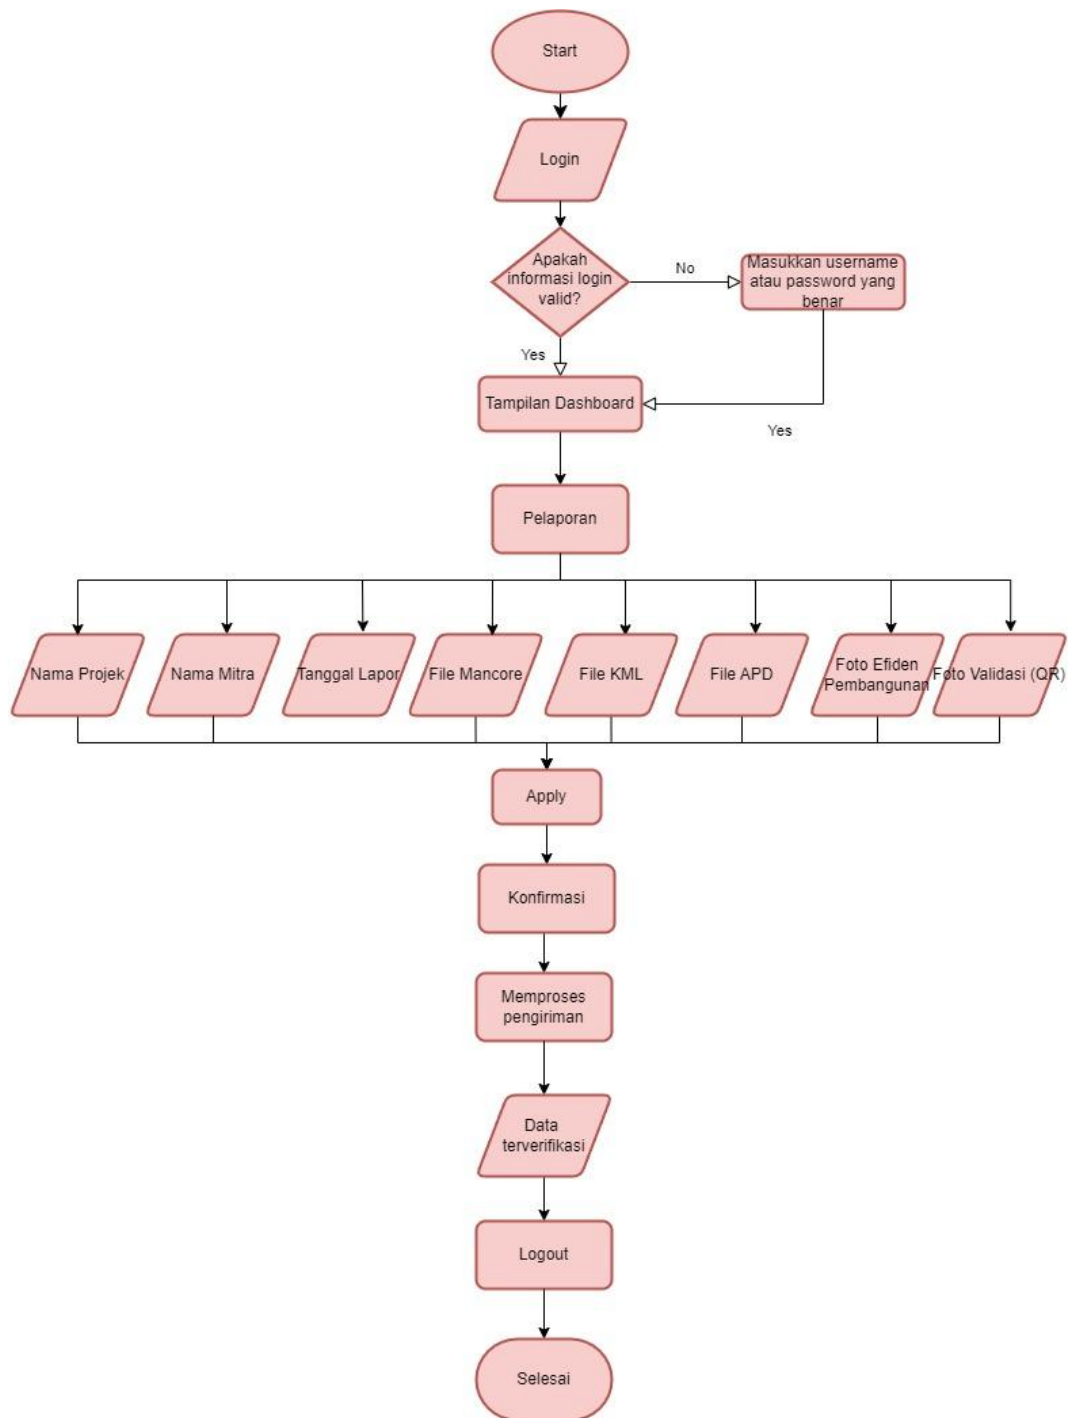 Start
Login
Apakah
informasi login
valid?
No
Masukkan username
atau password yang
benar
Yes
Tampilan Dashboard
Yes
Pelaporan
Nama Projek
Nama Mitra
Tanggal Lapor
File Mancore
File KML
File APD
Foto Efiden
Pembangunan
Foto Validasi (QR)
Apply
Konfirmasi
Memproses
pengiriman
Data
terverifikasi
Logout
Selesai